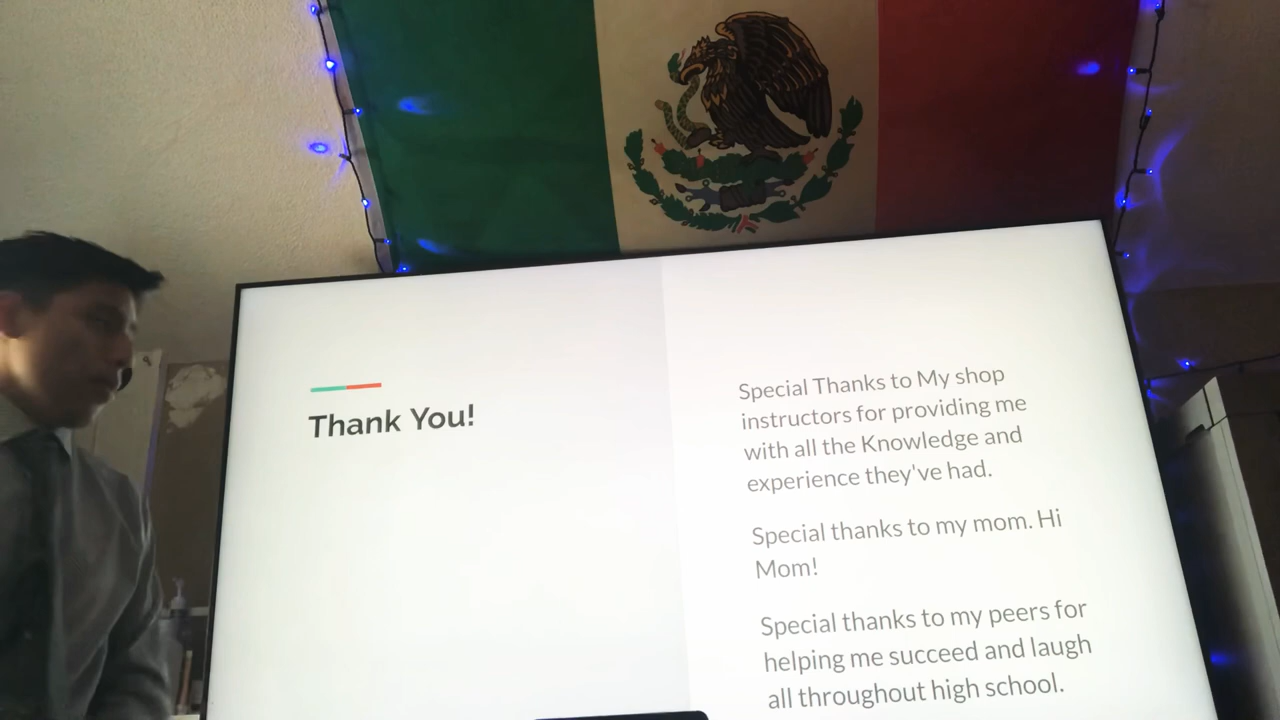 Thank You!
Special Thanks to My shop
instructors for providing me
with all the Knowledge and
experience they've had.
Special thanks to my mom. Hi
Mom!
Special thanks to my peers for
helping me succeed and laugh
all throughout high school.